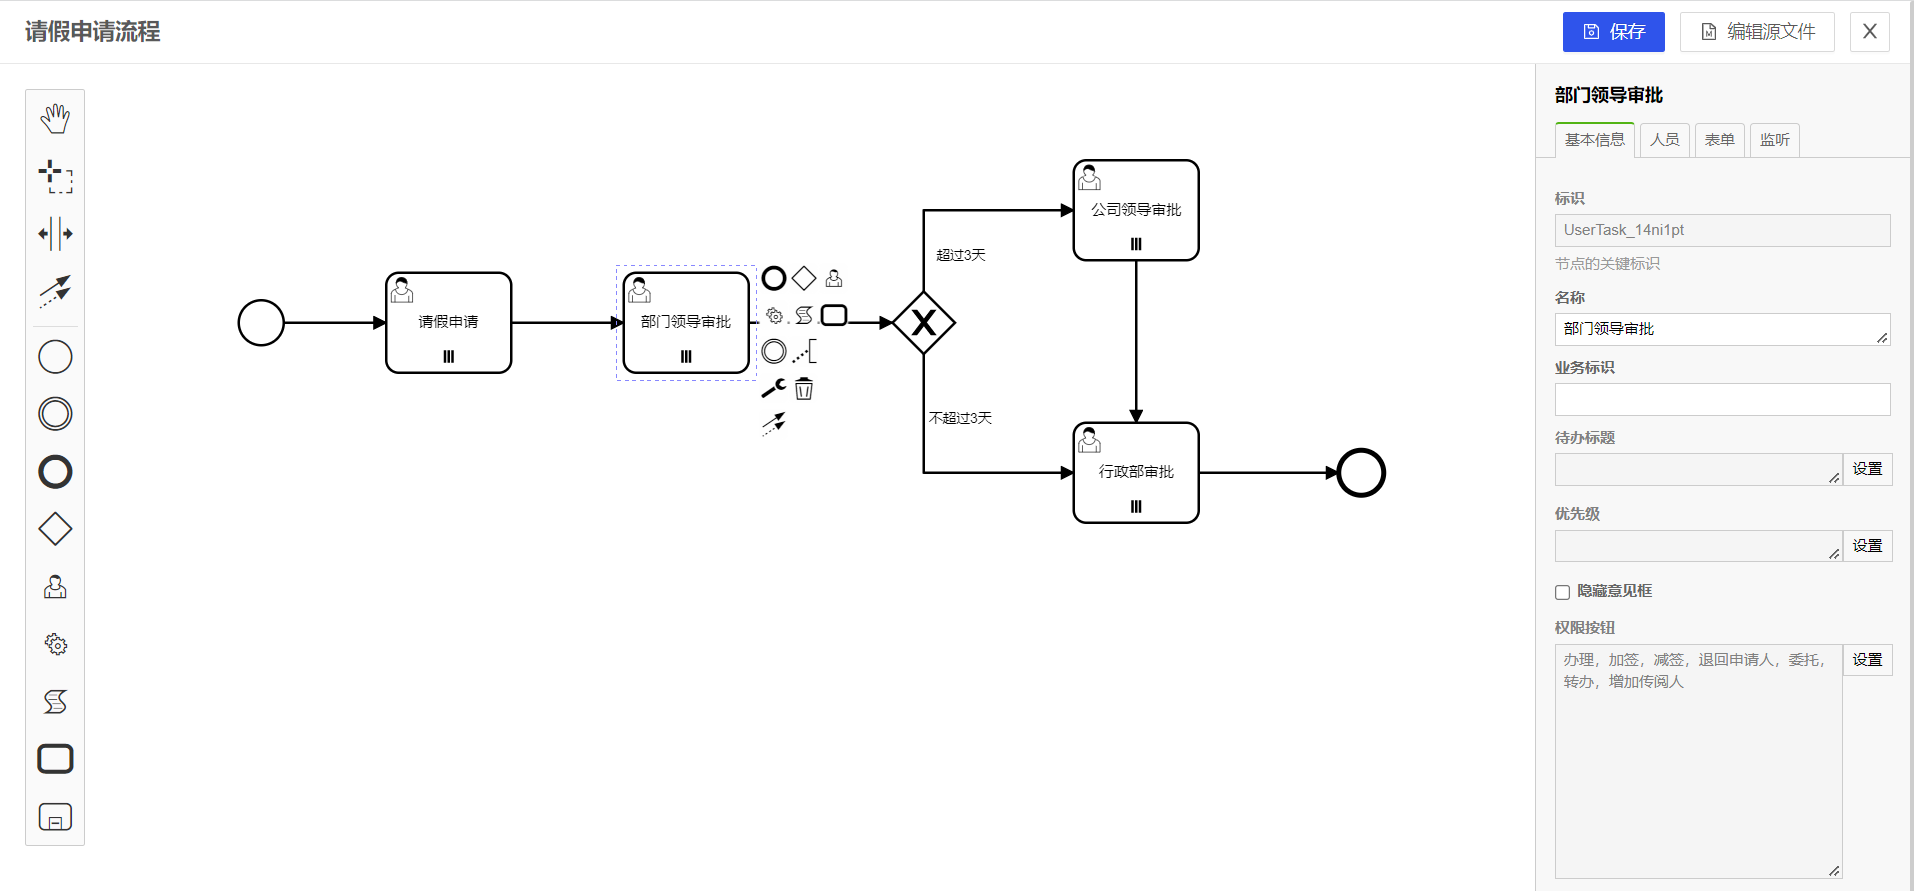 请假申请流程
保存
编辑源文件
X
请假申请
部门领导审批
超过3天
不超过3天
公司领导审批
行政部审批
部门领导审批
基本信息
人员
表单
监听
标识
UserTask_14ni1pt
节点的关键标识
名称
部门领导审批
业务标识
待办标题
设置
优先级
设置
隐藏意见框
权限按钮
办理，加签，减签，退回申请人，委托，
转办，增加传阅人
设置